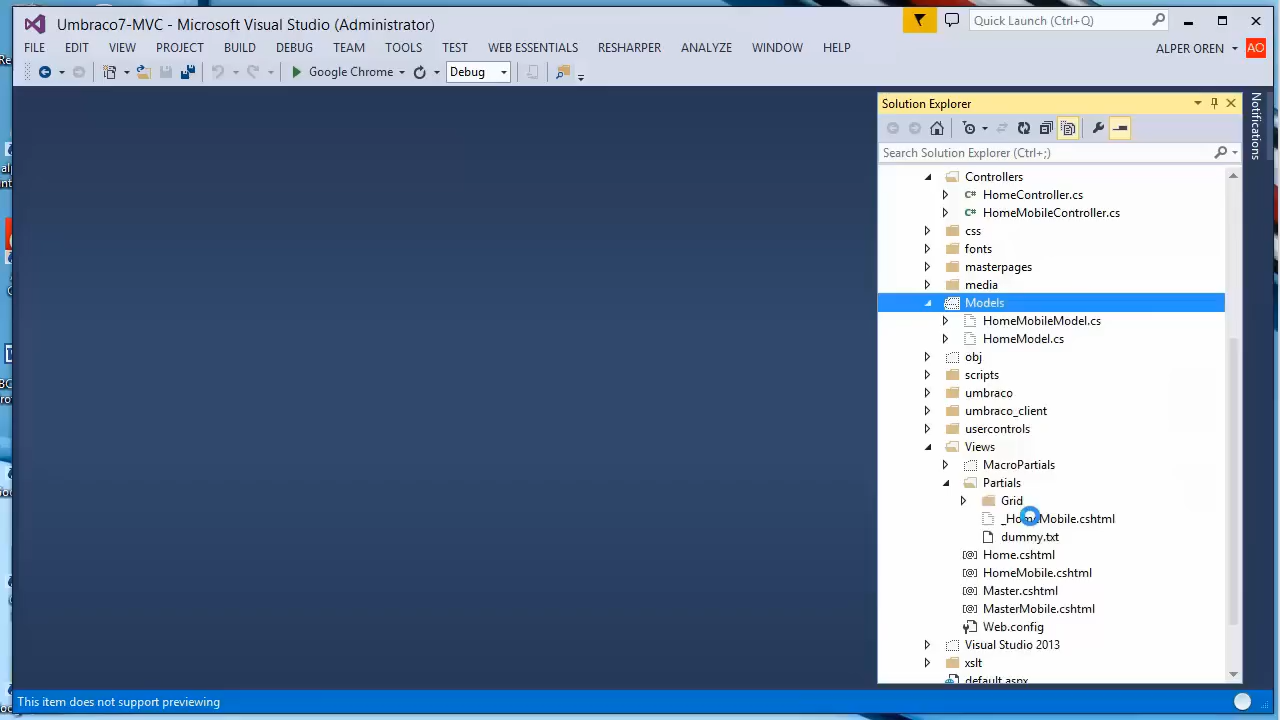 Umbraco7-MVC - Microsoft Visual Studio (Administrator)
Quick Launch (Ctrl+Q)
FILE EDIT VIEW PROJECT BUILD DEBUG TEAM TOOLS TEST WEB ESSENTIALS RESHARPER ANALYZE WINDOW HELP
ALPER OREN AO
Google Chrome Debug
Solution Explorer
Notifications
Search Solution Explorer (Ctrl+;)
Controllers
C# HomeController.cs
C# HomeMobileController.cs
css
fonts
masterpages
media
Models
HomeMobileModel.cs
HomeModel.cs
obj
scripts
umbraco
umbraco_client
usercontrols
Views
MacroPartials
Partials
Grid
_HomeMobile.cshtml
dummy.txt
Home.cshtml
HomeMobile.cshtml
Master.cshtml
MasterMobile.cshtml
Web.config
Visual Studio 2013
xslt
default.aspx
This item does not support previewing